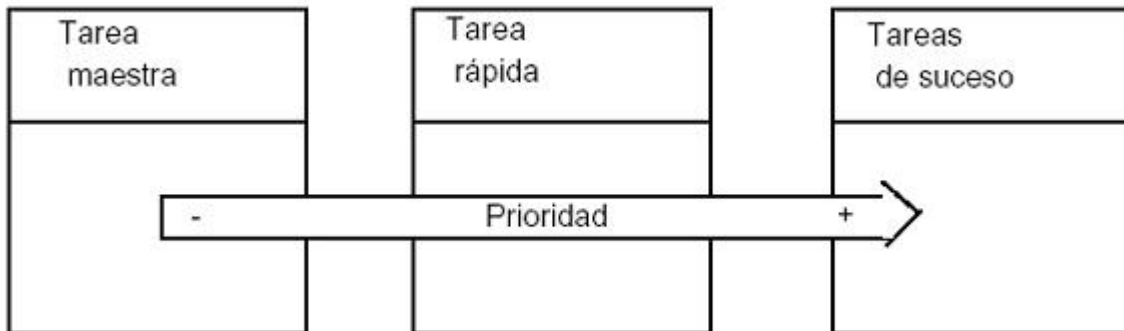 Tarea
maestra
Tarea
rápida
Tareas
de suceso
- Prioridad +